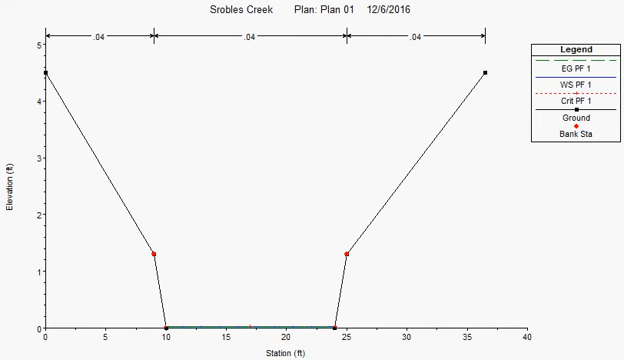 Srobles Creek Plan: Plan 01 12/6/2016
.04 .04 .04
5
4
3
2
1
0
Elevation (ft)
0 5 10 15 20 25 30 35 40
Station (ft)
Legend
EG PF 1
WS PF 1
Crit PF 1
Ground
Bank Sta